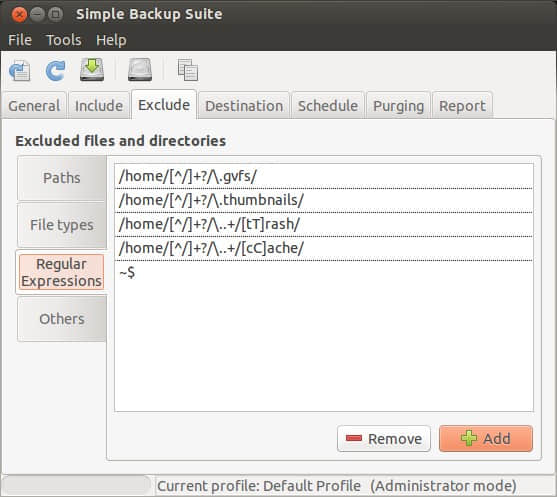 Simple Backup Suite
File Tools Help
General Include Exclude Destination Schedule Purging Report
Excluded files and directories
Paths
File types
Regular
Expressions
Others
/home/[^/]+?/\.gvfs/
/home/[^/]+?/\.thumbnails/
/home/[^/]+?/\..+/[tT]rash/
/home/[^/]+?/\..+/[cC]ache/
~$
Remove Add
Current profile: Default Profile (Administrator mode)